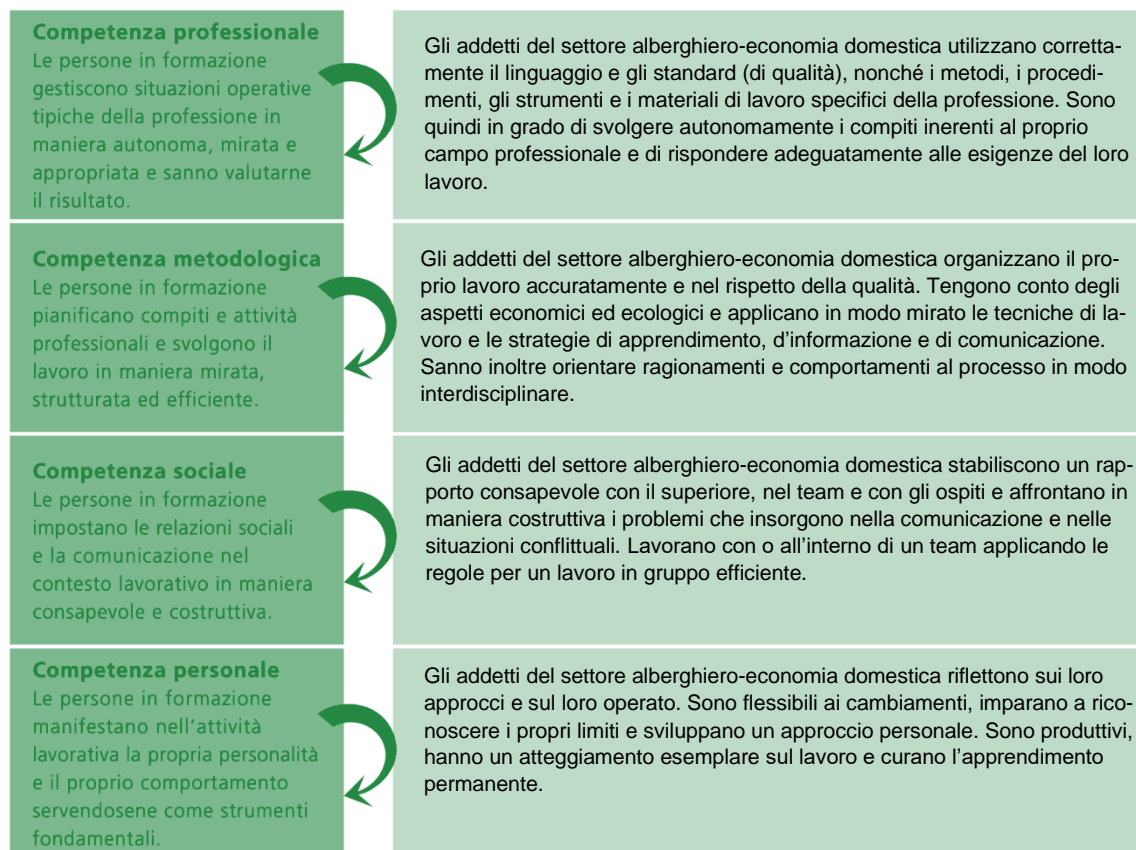 Competenza professionale
Le persone in formazione
gestiscono situazioni operative
tipiche della professione in
maniera autonoma, mirata e
appropriata e sanno valutarne
il risultato.
Gli addetti del settore alberghiero-economia domestica utilizzano corretta-
mente il linguaggio e gli standard (di qualità), nonché i metodi, i procedi-
menti, gli strumenti e i materiali di lavoro specifici della professione. Sono
quindi in grado di svolgere autonomamente i compiti inerenti al proprio
campo professionale e di rispondere adeguatamente alle esigenze del loro
lavoro.
Competenza metodologica
Le persone in formazione
pianificano compiti e attività
professionali e svolgono il
lavoro in maniera mirata,
strutturata ed efficiente.
Gli addetti del settore alberghiero-economia domestica organizzano il pro-
prio lavoro accuratamente e nel rispetto della qualità. Tengono conto degli
aspetti economici ed ecologici e applicano in modo mirato le tecniche di la-
voro e le strategie di apprendimento, d’informazione e di comunicazione.
Sanno inoltre orientare ragionamenti e comportamenti al processo in modo
interdisciplinare.
Competenza sociale
Le persone in formazione
impostano le relazioni sociali
e la comunicazione nel
contesto lavorativo in maniera
consapevole e costruttiva.
Gli addetti del settore alberghiero-economia domestica stabiliscono un rap-
porto consapevole con il superiore, nel team e con gli ospiti e affrontano in
maniera costruttiva i problemi che insorgono nella comunicazione e nelle
situazioni conflittuali. Lavorano con o all’interno di un team applicando le
regole per un lavoro in gruppo efficiente.
Competenza personale
Le persone in formazione
manifestano nell’attività
lavorativa la propria personalità
e il proprio comportamento
servendosene come strumenti
fondamentali.
Gli addetti del settore alberghiero-economia domestica riflettono sui loro
approcci e sul loro operato. Sono flessibili ai cambiamenti, imparano a rico-
noscere i propri limiti e sviluppano un approccio personale. Sono produttivi,
hanno un atteggiamento esemplare sul lavoro e curano l’apprendimento
permanente.